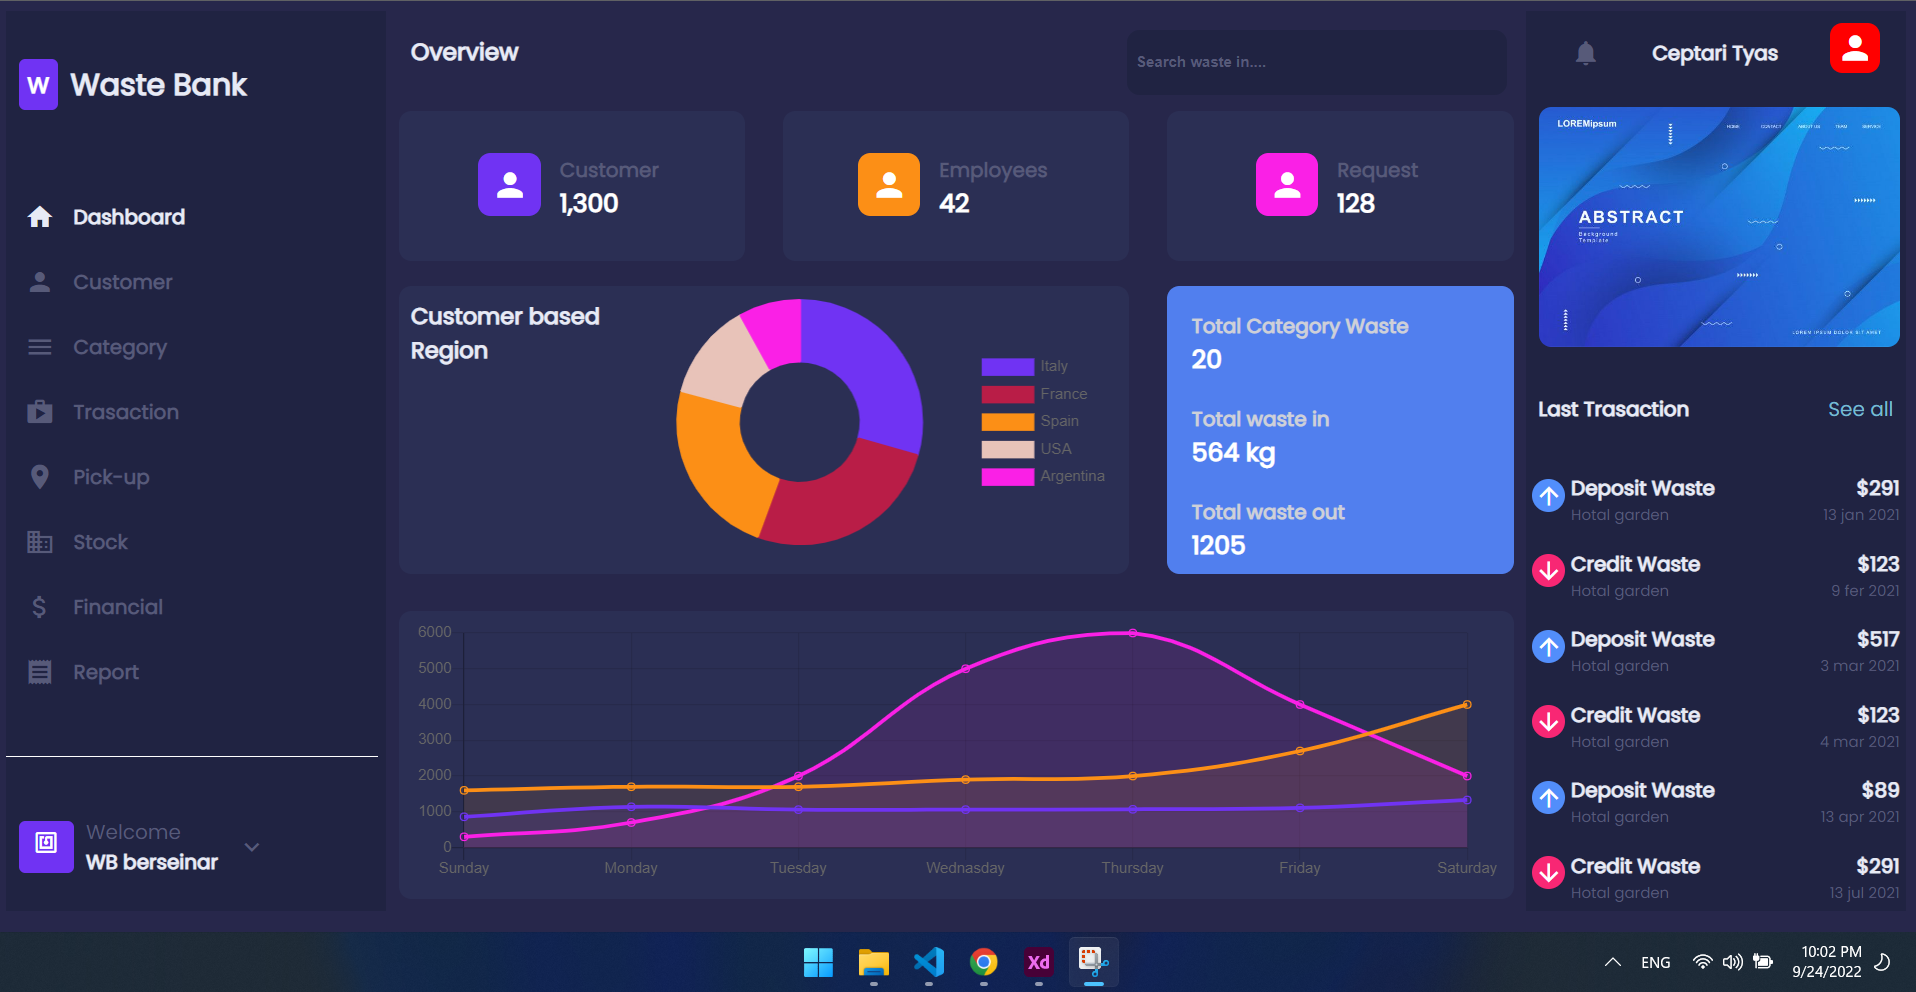 W
Waste Bank
Dashboard
Customer
Category
Trasaction
Pick-up
Stock
Financial
Report
Welcome
WB berseinar
Overview
Search waste in....
Customer
1,300
Employees
42
Request
128
Customer based
Region
Italy
France
Spain
USA
Argentina
Total Category Waste
20
Total waste in
564 kg
Total waste out
1205
6000
5000
4000
3000
2000
1000
0
Sunday Monday Tuesday Wednasday Thursday Friday Saturday
Ceptari Tyas
LOREMipsum
HOME CONTACT ABOUT US TEAM SERVICE
ABSTRACT
Background
Template
LOREM IPSUM DOLOR SIT AMET
Last Trasaction See all
Deposit Waste $291
Hotal garden 13 jan 2021
Credit Waste $123
Hotal garden 9 fer 2021
Deposit Waste $517
Hotal garden 3 mar 2021
Credit Waste $123
Hotal garden 4 mar 2021
Deposit Waste $89
Hotal garden 13 apr 2021
Credit Waste $291
Hotal garden 13 jul 2021
Xd
ENG
10:02 PM
9/24/2022